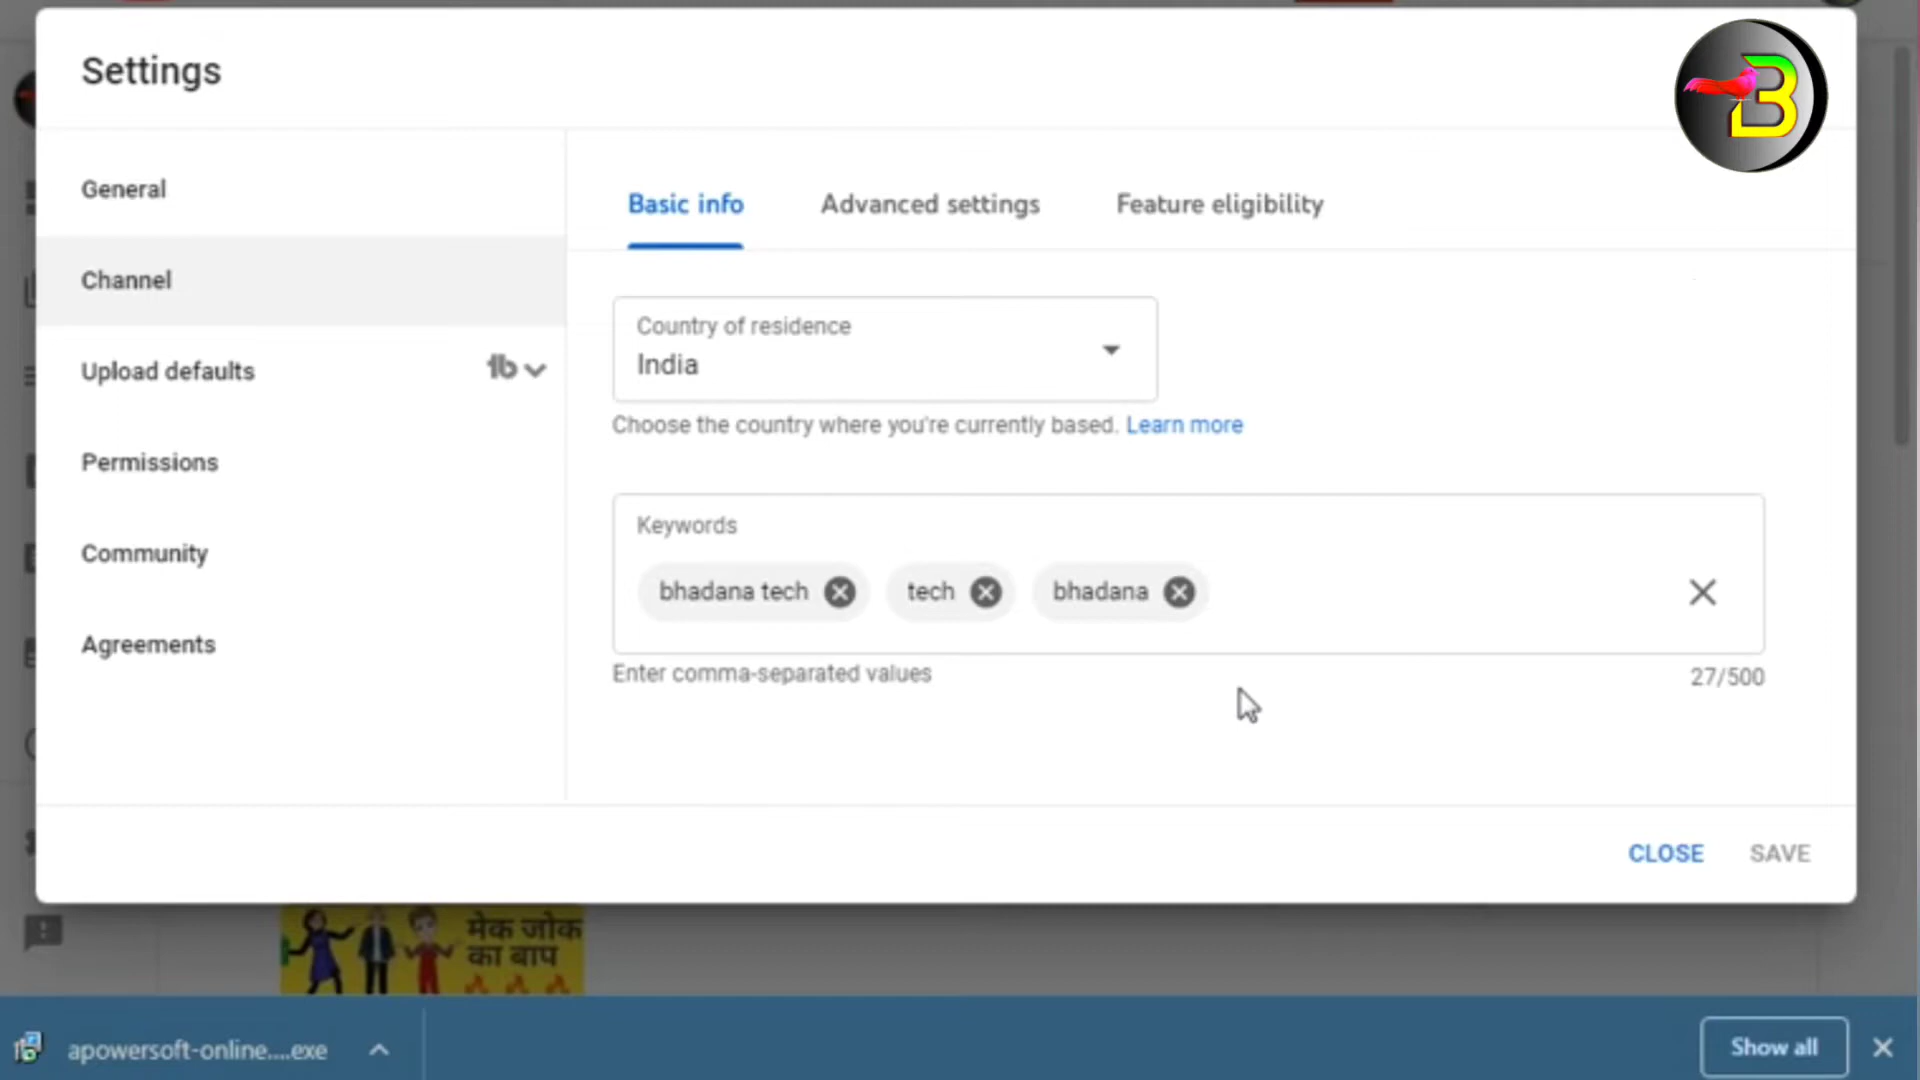 Settings
B
General
Channel
Upload defaults
Permissions
Community
Agreements
Basic info
Advanced settings
Feature eligibility
Country of residence
India
Choose the country where you're currently based. Learn more
Keywords
bhadana tech
tech
bhadana
Enter comma-separated values
27/500
CLOSE
SAVE
मेक जोक
का बाप
apowersoft-online....exe
Show all